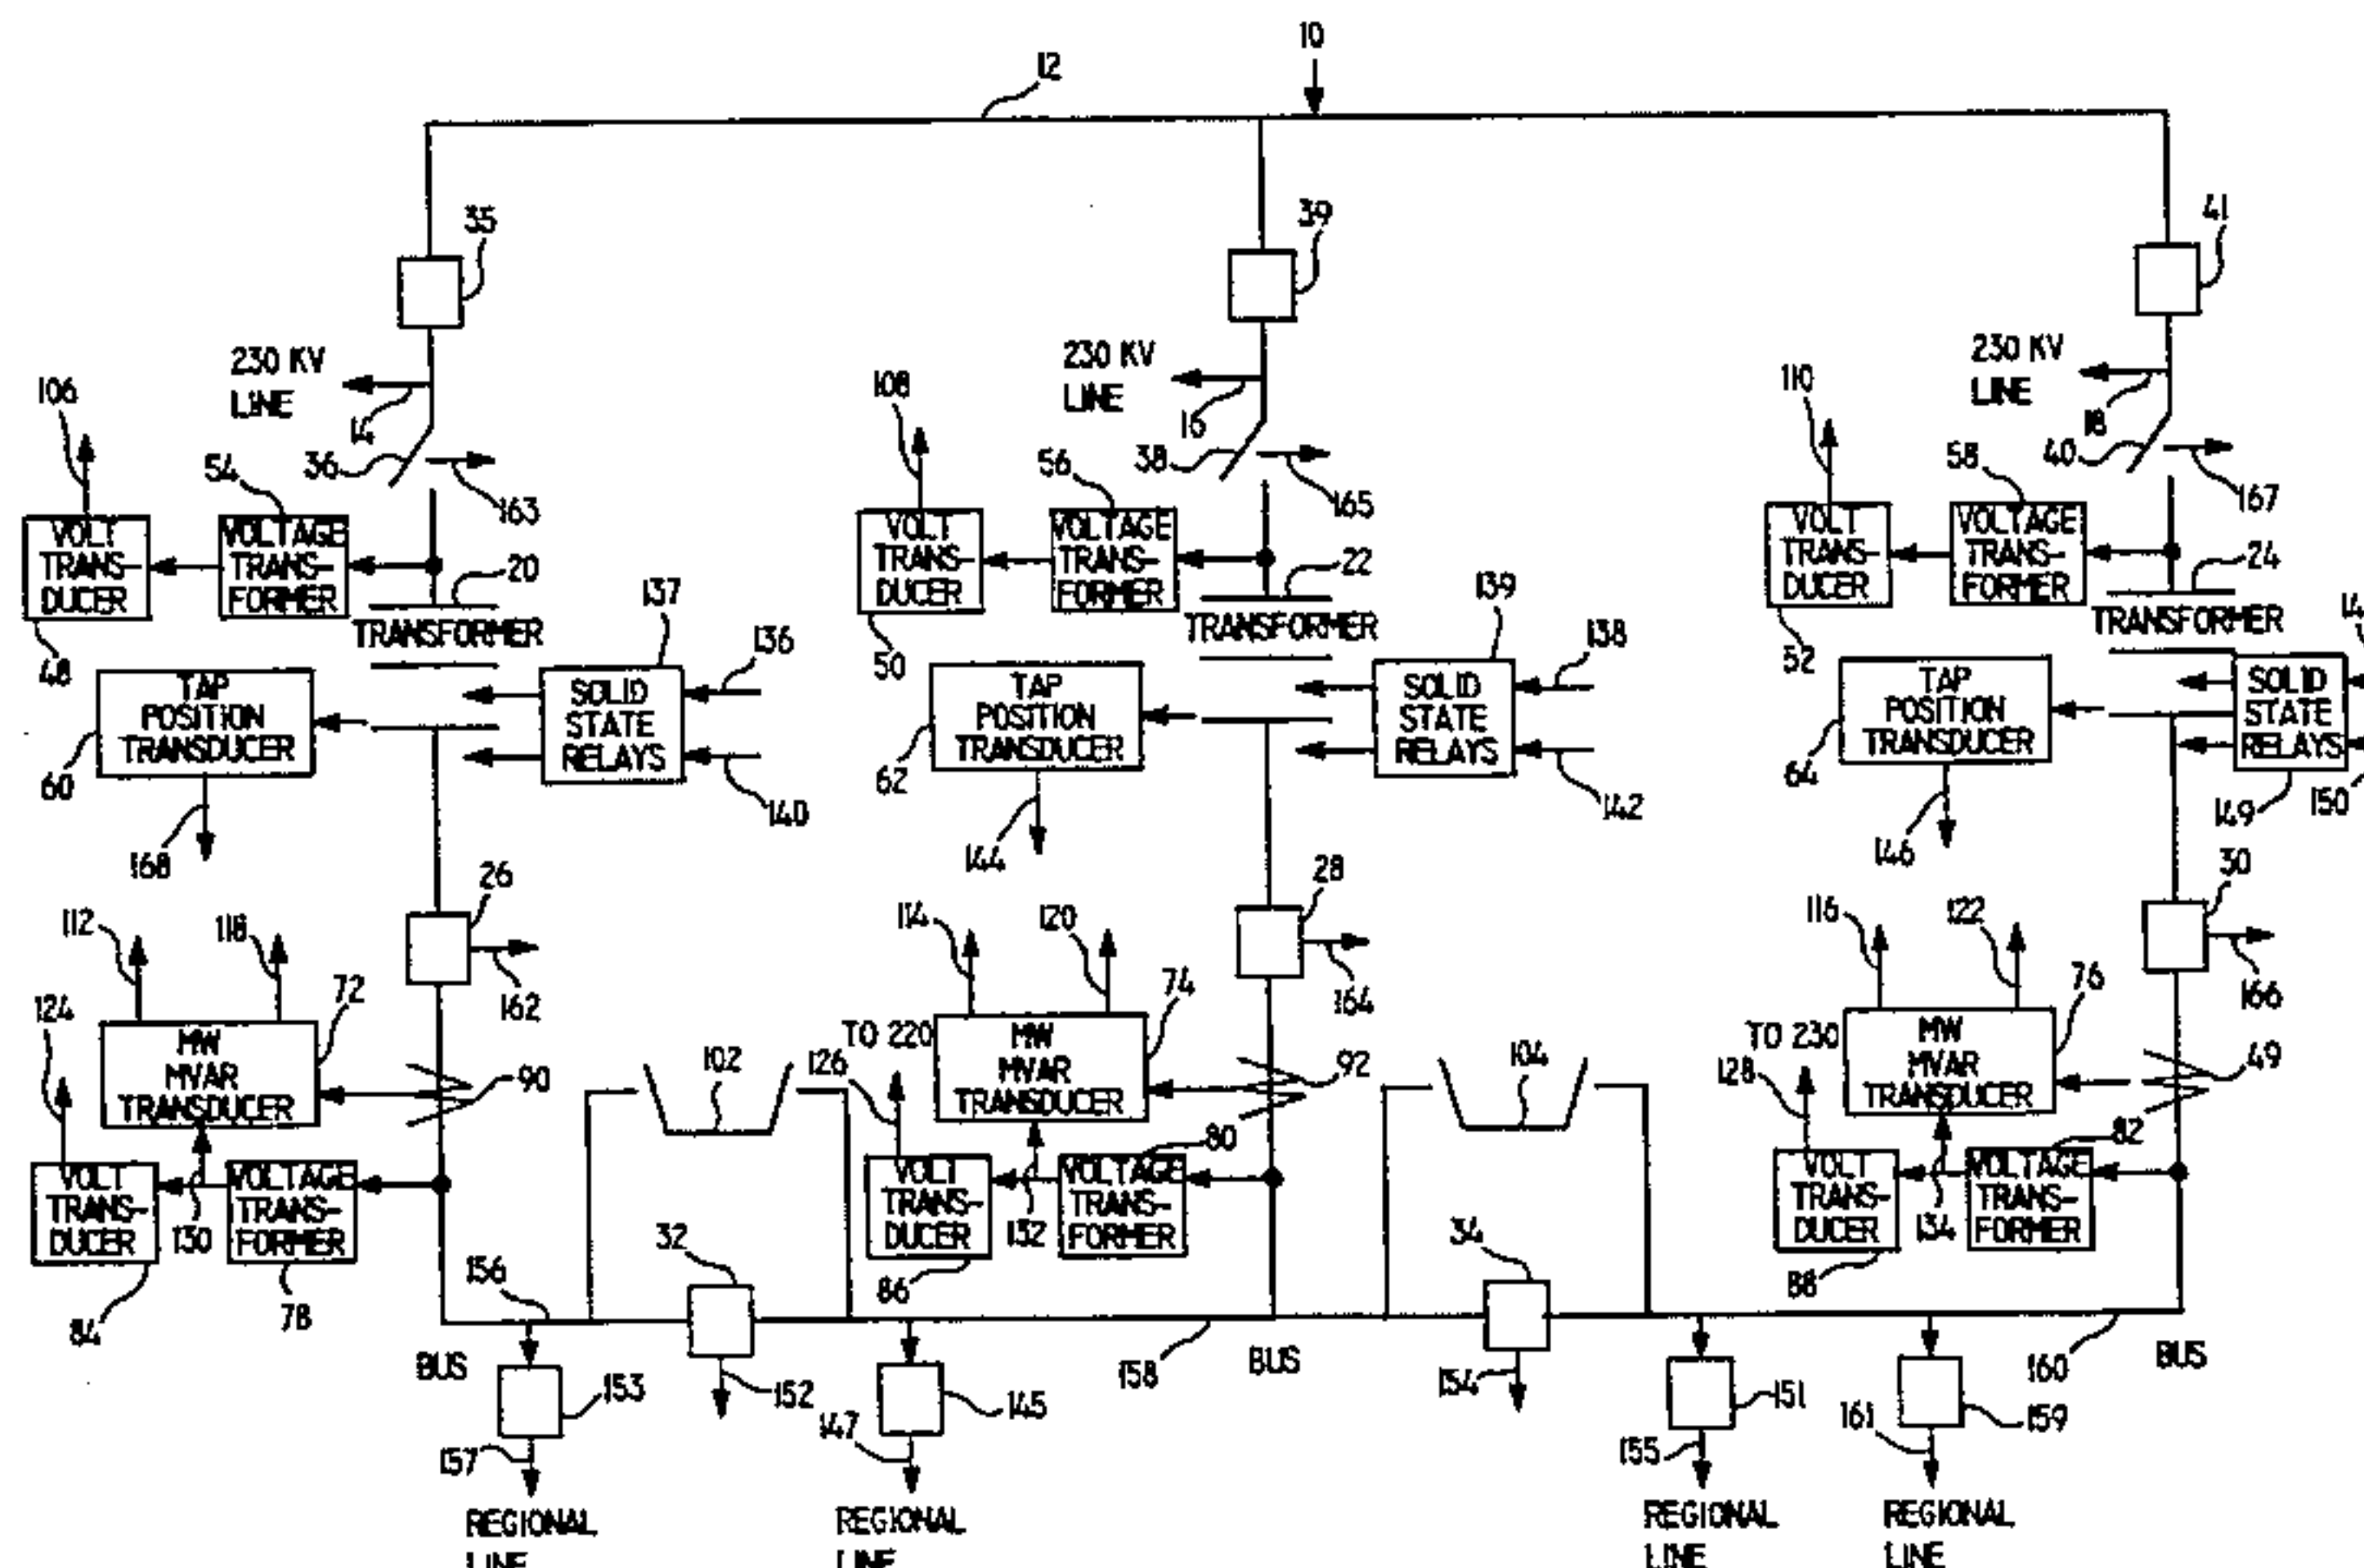 10
12
35
39
41
230 KV
LINE
230 KV
LINE
230 KV
LINE
106
14
108
16
110
18
54
36
163
56
38
165
58
40
167
VOLT
TRANS-
DUCER
VOLTAGE
TRANS-
FORMER
20
VOLT
TRANS-
DUCER
VOLTAGE
TRANS-
FORMER
22
VOLT
TRANS-
DUCER
VOLTAGE
TRANS-
FORMER
24
48
TRANSFORMER
137
136
50
TRANSFORMER
139
138
52
TRANSFORMER
TAP
POSITION
TRANSDUCER
SOLID
STATE
RELAYS
TAP
POSITION
TRANSDUCER
SOLID
STATE
RELAYS
TAP
POSITION
TRANSDUCER
SOLID
STATE
RELAYS
60
140
62
142
64
149
150
168
144
146
26
28
30
112
118
162
114
120
164
116
122
166
124
72
TO 220
126
74
TO 230
128
76
MW
MVAR
TRANSDUCER
90
102
MW
MVAR
TRANSDUCER
92
104
MW
MVAR
TRANSDUCER
49
80
82
VOLT
TRANS-
DUCER
130
VOLTAGE
TRANS-
FORMER
VOLT
TRANS-
DUCER
132
VOLTAGE
TRANS-
FORMER
VOLT
TRANS-
DUCER
134
VOLTAGE
TRANS-
FORMER
84
78
156
32
86
34
88
BUS
153
152
145
158
BUS
154
151
159
160
BUS
157
147
155
161
REGIONAL
LINE
REGIONAL
LINE
REGIONAL
LINE
REGIONAL
LINE